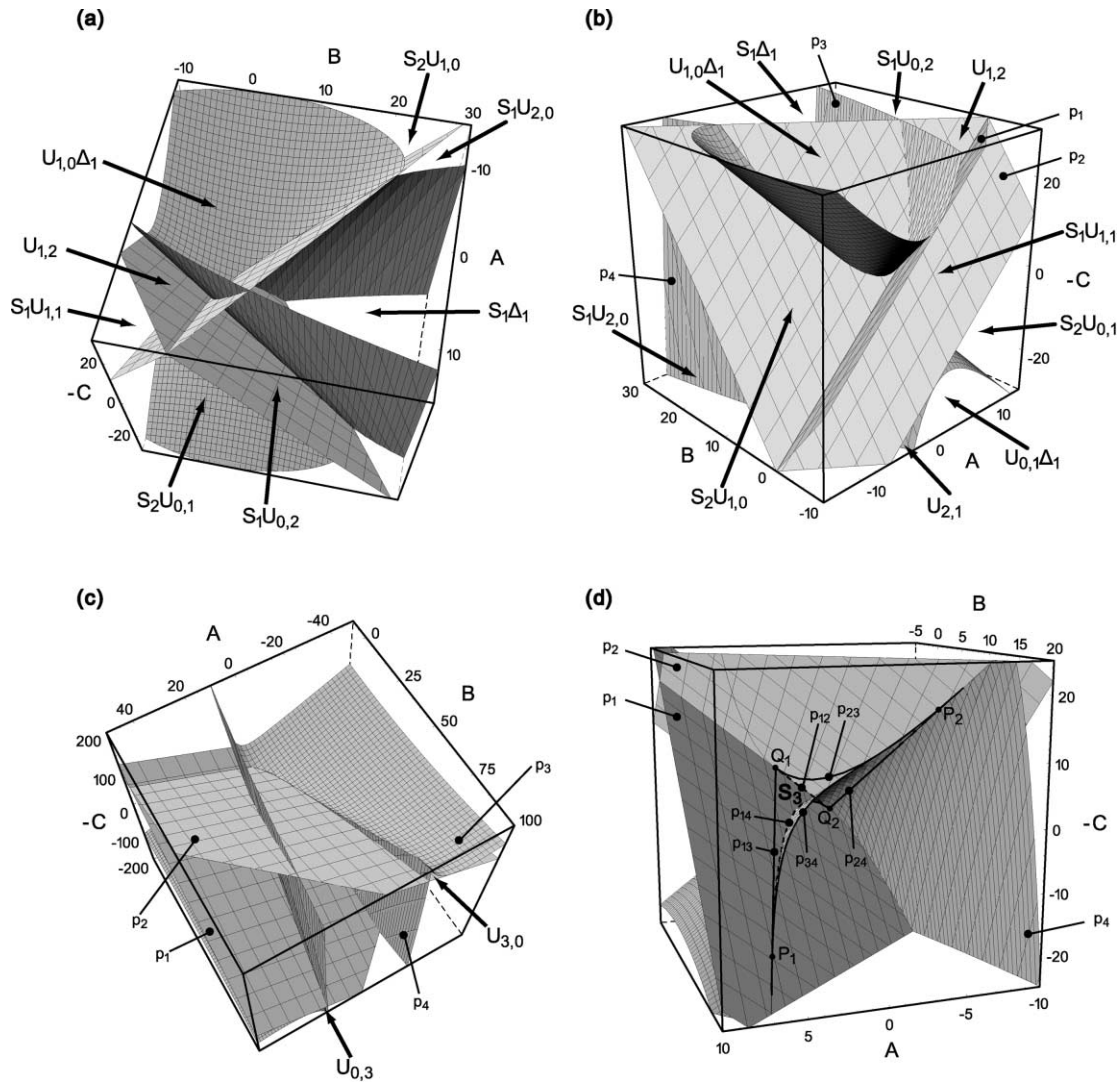 (a)
B
-10
0
10
20
30
S₂U₁,₀
S₁U₂,₀
-10
U₁,₀Δ₁
0
A
U₁,₂
S₁Δ₁
S₁U₁,₁
10
20
-C
0
-20
S₂U₀,₁
S₁U₀,₂
(b)
p₃
S₁Δ₁
S₁U₀,₂
U₁,₀Δ₁
U₁,₂
p₁
p₂
20
S₁U₁,₁
p₄
0
-C
S₂U₀,₁
S₁U₂,₀
-20
30
20
10
B
0
-10
-10
0
A
10
S₂U₁,₀
U₀,₁Δ₁
U₂,₁
(c)
A
-40
-20
0
20
40
0
25
B
50
75
100
200
100
0
-C
-100
-200
p₃
p₂
p₁
U₃,₀
p₄
U₀,₃
(d)
B
-5
0
5
10
15
20
p₂
p₁
20
p₁₂
p₂₃
P₂
Q₁
10
S₃
Q₂
p₁₄
-C
0
p₁₃
p₃₄
p₂₄
-10
P₁
p₄
-20
10
5
0
-5
-10
A